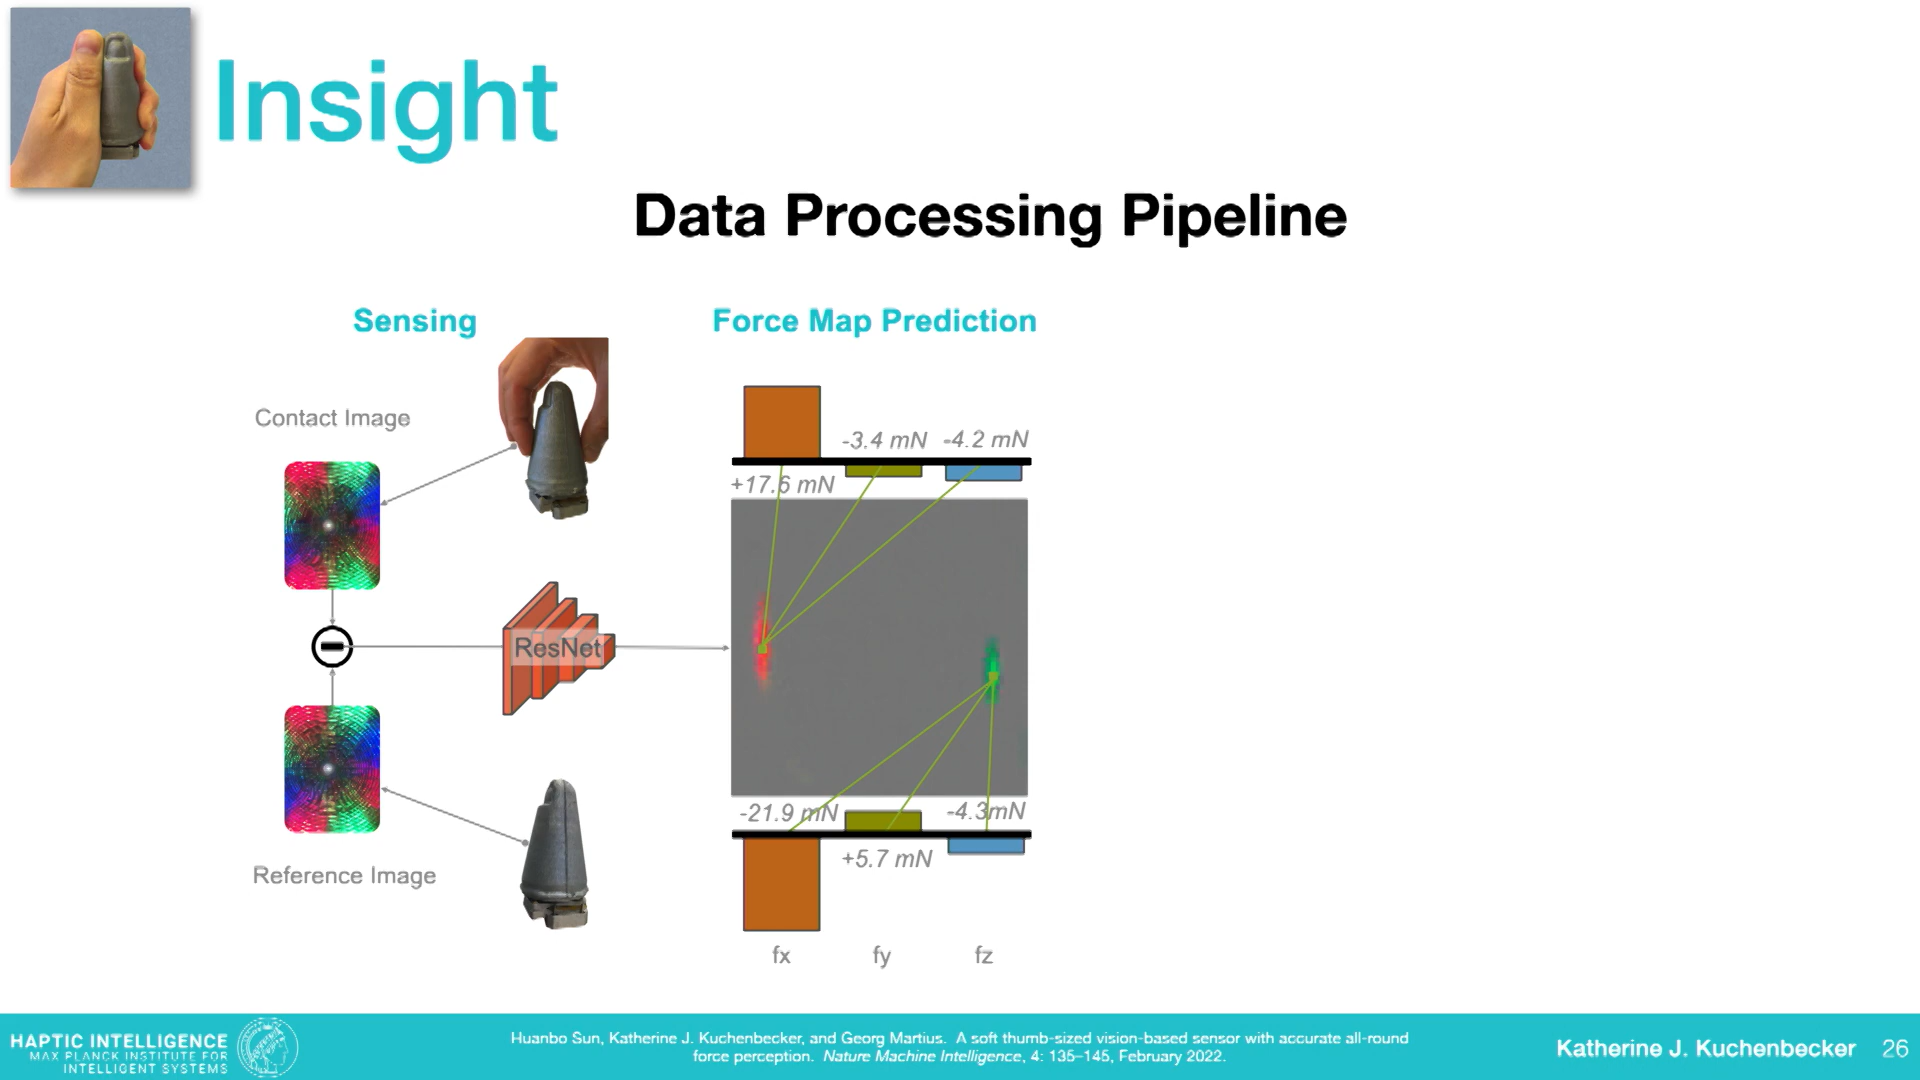 Insight
Data Processing Pipeline
Sensing
Force Map Prediction
Contact Image
-3.4 mN
-4.2 mN
+17.6 mN
ResNet
-21.9 mN
-4.3mN
+5.7 mN
Reference Image
fx
fy
fz
HAPTIC INTELLIGENCE
MAX PLANCK INSTITUTE FOR
INTELLIGENT SYSTEMS
Huanbo Sun, Katherine J. Kuchenbecker, and Georg Martius. A soft thumb-sized vision-based sensor with accurate all-round
force perception. Nature Machine Intelligence, 4: 135–145, February 2022.
Katherine J. Kuchenbecker 26